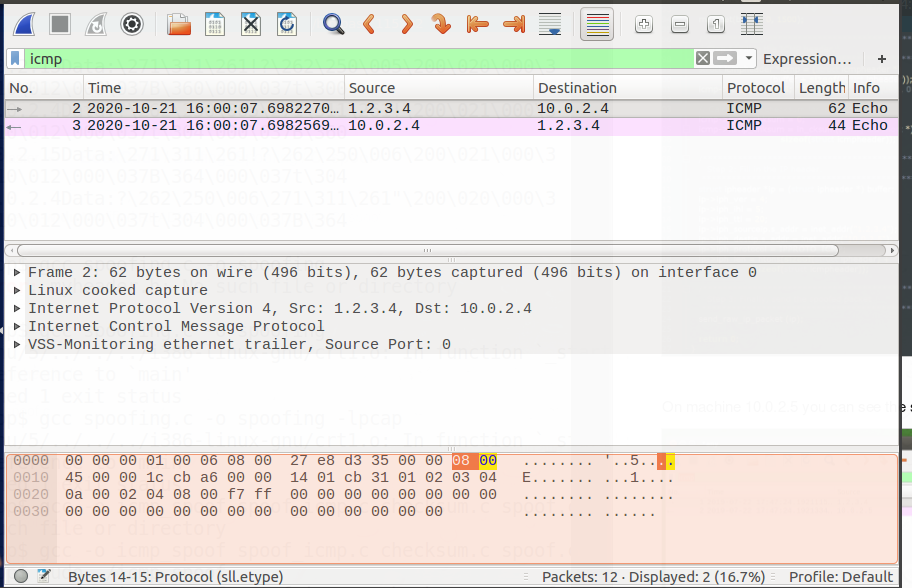 icmp Expression… +
No. Time Source Destination Protocol Length Info
2 2020-10-21 16:00:07.6982270… 1.2.3.4 10.0.2.4 ICMP 62 Echo
3 2020-10-21 16:00:07.6982569… 10.0.2.4 1.2.3.4 ICMP 44 Echo
Frame 2: 62 bytes on wire (496 bits), 62 bytes captured (496 bits) on interface 0
Linux cooked capture
Internet Protocol Version 4, Src: 1.2.3.4, Dst: 10.0.2.4
Internet Control Message Protocol
VSS-Monitoring ethernet trailer, Source Port: 0
0000 00 00 00 01 00 06 08 00 27 e8 d3 35 00 00 08 00 ........ '..5....
0010 45 00 00 1c cb a6 00 00 14 01 cb 31 01 02 03 04 E....... ...1....
0020 0a 00 02 04 08 00 f7 ff 00 00 00 00 00 00 00 00 ........ ........
0030 00 00 00 00 00 00 00 00 00 00 00 00 00 00 ........ ......
Bytes 14-15: Protocol (sll.etype) Packets: 12 · Displayed: 2 (16.7%) Profile: Default